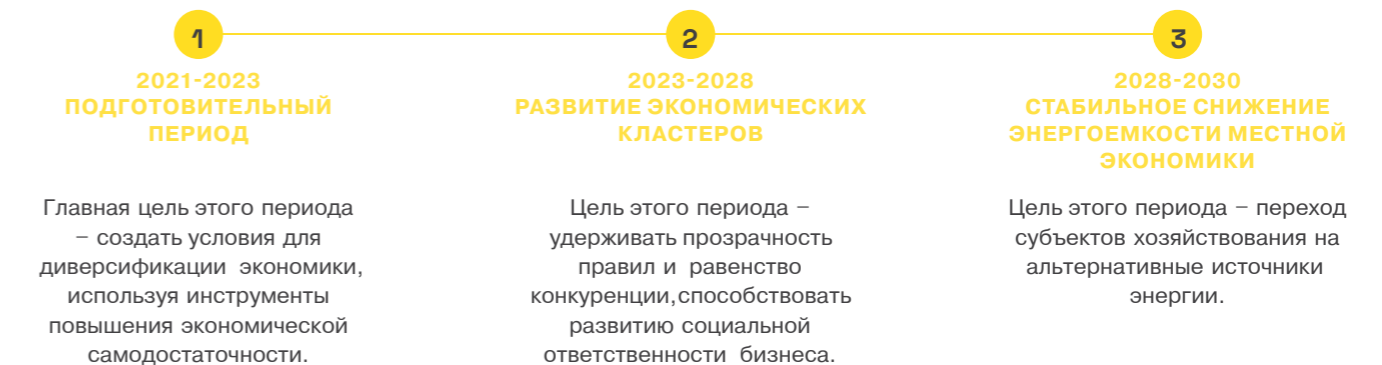 1
2021-2023
ПОДГОТОВИТЕЛЬНЫЙ
ПЕРИОД
Главная цель этого периода
– создать условия для
диверсификации экономики,
используя инструменты
повышения экономической
самодостаточности.
2
2023-2028
РАЗВИТИЕ ЭКОНОМИЧЕСКИХ
КЛАСТЕРОВ
Цель этого периода –
удерживать прозрачность
правил и равенство
конкуренции,способствовать
развитию социальной
ответственности бизнеса.
3
2028-2030
СТАБИЛЬНОЕ СНИЖЕНИЕ
ЭНЕРГОЕМКОСТИ МЕСТНОЙ
ЭКОНОМИКИ
Цель этого периода – переход
субъектов хозяйствования на
альтернативные источники
энергии.